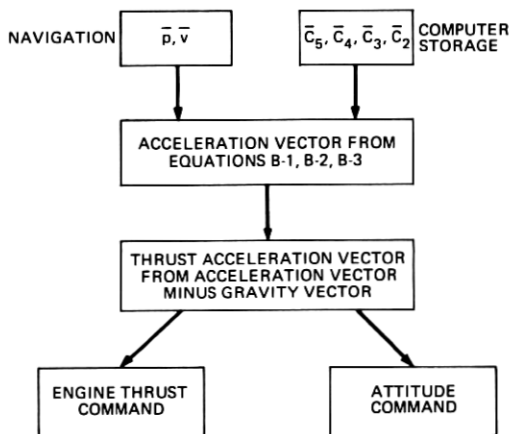 NAVIGATION
p̄, v̄
C̄₅, C̄₄, C̄₃, C̄₂
COMPUTER
STORAGE
ACCELERATION VECTOR FROM
EQUATIONS B-1, B-2, B-3
THRUST ACCELERATION VECTOR
FROM ACCELERATION VECTOR
MINUS GRAVITY VECTOR
ENGINE THRUST
COMMAND
ATTITUDE
COMMAND